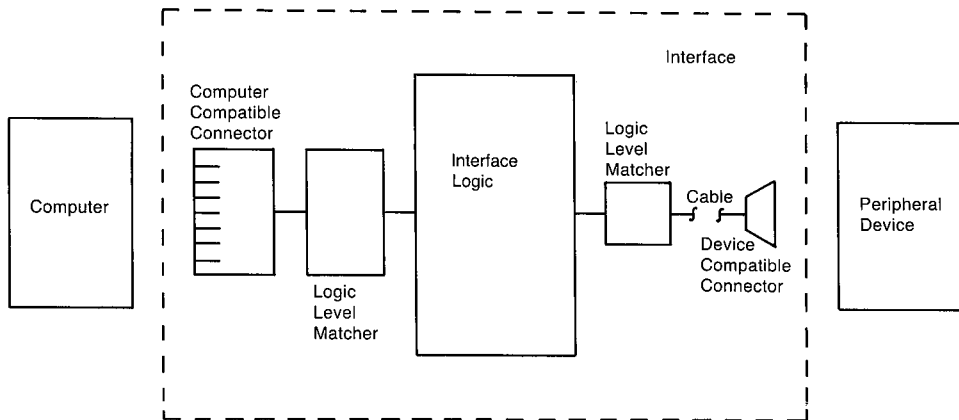 Interface
Computer
Computer
Compatible
Connector
Logic
Level
Matcher
Interface
Logic
Logic
Level
Matcher
Cable
Device
Compatible
Connector
Peripheral
Device